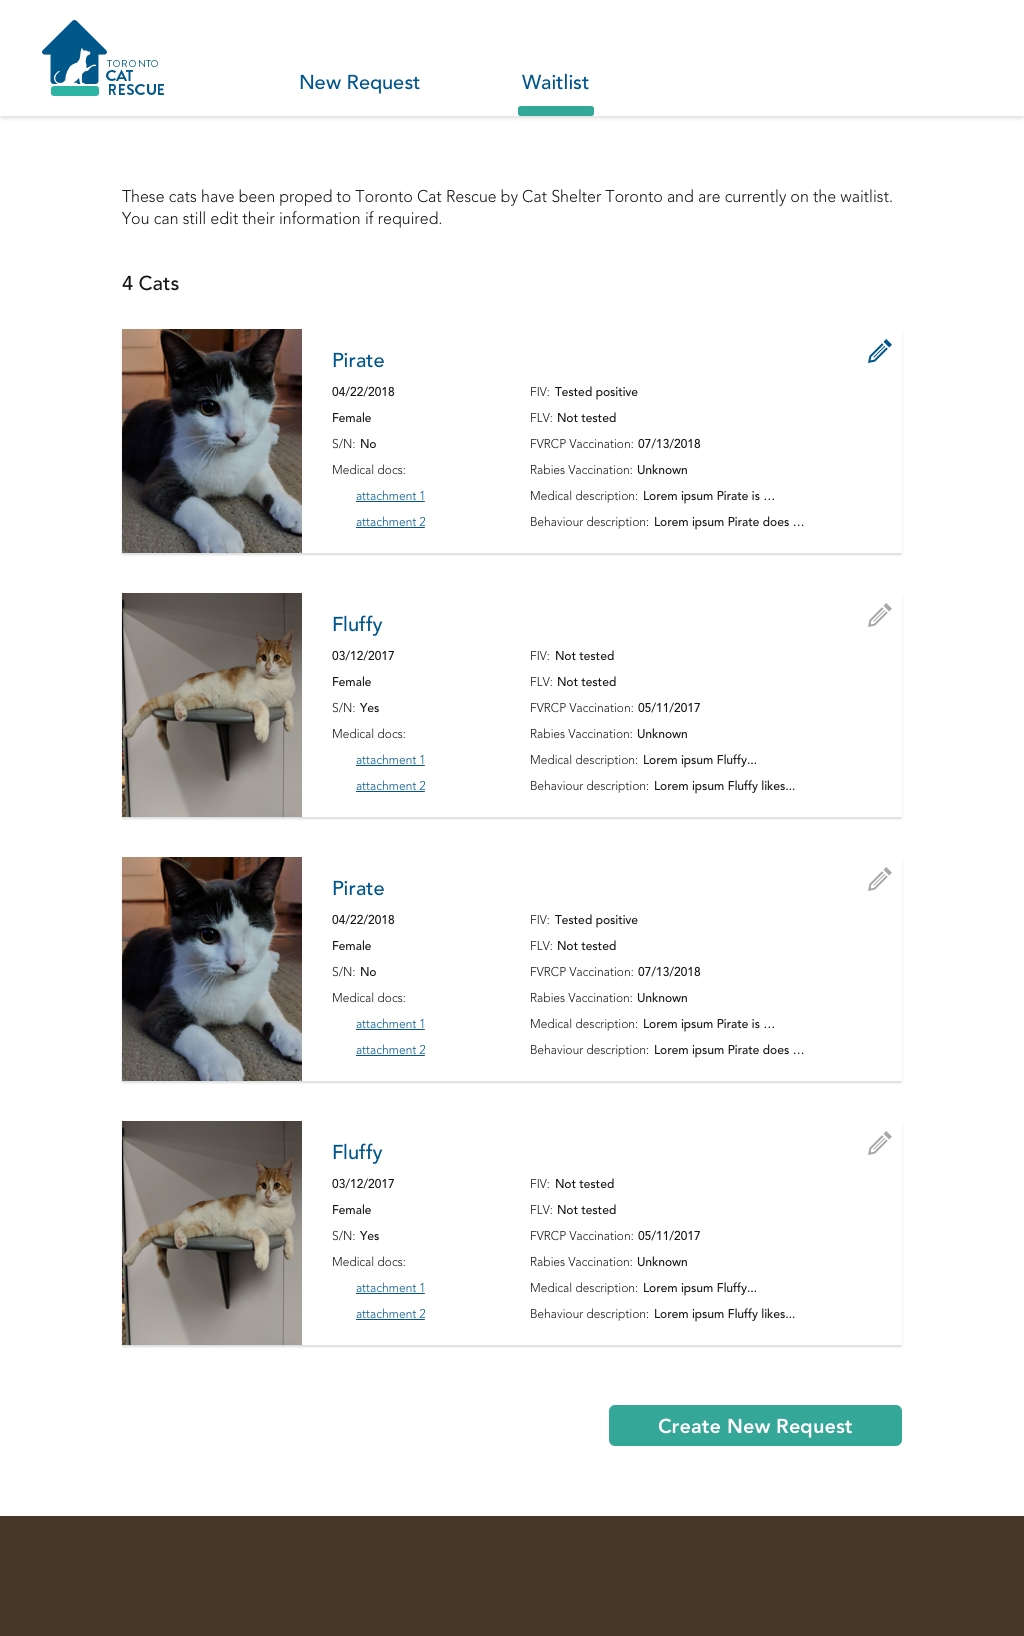 TORONTO
CAT
RESCUE
New Request
Waitlist
These cats have been proped to Toronto Cat Rescue by Cat Shelter Toronto and are currently on the waitlist.
You can still edit their information if required.
4 Cats
Pirate
04/22/2018
Female
S/N: No
Medical docs:
attachment 1
attachment 2
FIV: Tested positive
FLV: Not tested
FVRCP Vaccination: 07/13/2018
Rabies Vaccination: Unknown
Medical description: Lorem ipsum Pirate is ...
Behaviour description: Lorem ipsum Pirate does ...
Fluffy
03/12/2017
Female
S/N: Yes
Medical docs:
attachment 1
attachment 2
FIV: Not tested
FLV: Not tested
FVRCP Vaccination: 05/11/2017
Rabies Vaccination: Unknown
Medical description: Lorem ipsum Fluffy...
Behaviour description: Lorem ipsum Fluffy likes...
Pirate
04/22/2018
Female
S/N: No
Medical docs:
attachment 1
attachment 2
FIV: Tested positive
FLV: Not tested
FVRCP Vaccination: 07/13/2018
Rabies Vaccination: Unknown
Medical description: Lorem ipsum Pirate is ...
Behaviour description: Lorem ipsum Pirate does ...
Fluffy
03/12/2017
Female
S/N: Yes
Medical docs:
attachment 1
attachment 2
FIV: Not tested
FLV: Not tested
FVRCP Vaccination: 05/11/2017
Rabies Vaccination: Unknown
Medical description: Lorem ipsum Fluffy...
Behaviour description: Lorem ipsum Fluffy likes...
Create New Request